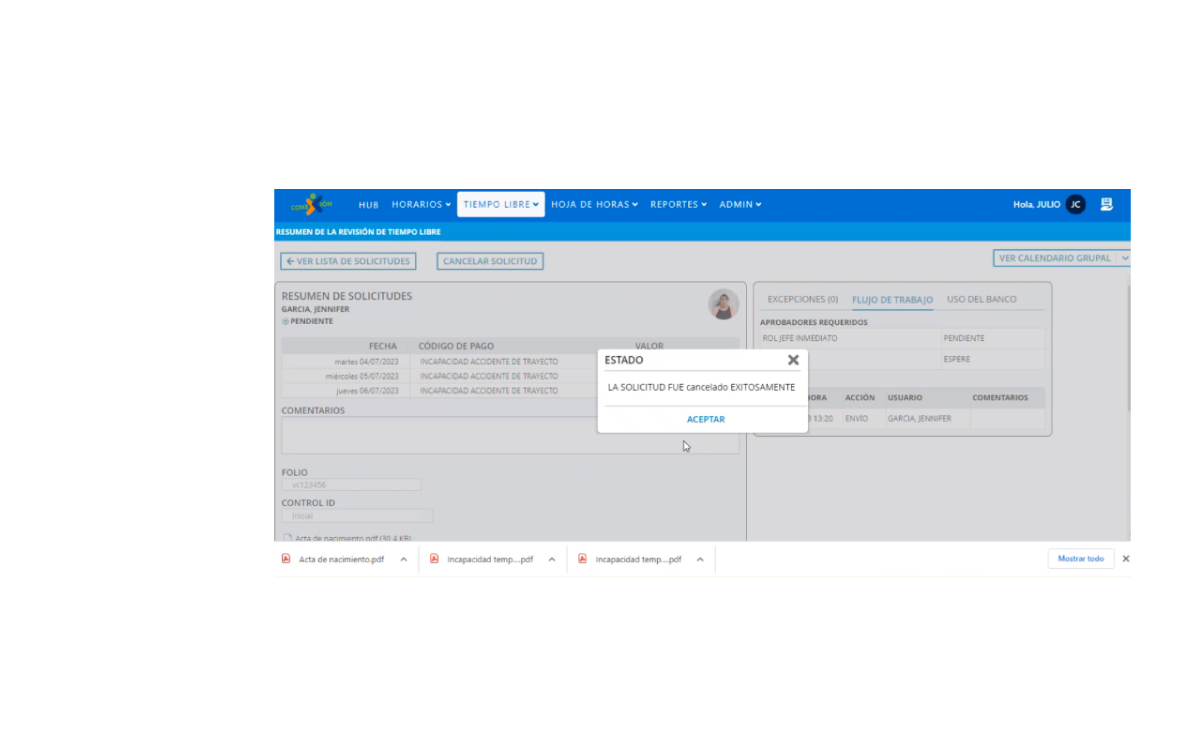 CONEXIÓN HUB HORARIOS TIEMPO LIBRE HOJA DE HORAS REPORTES ADMIN Hola, JULIO JC
RESUMEN DE LA REVISIÓN DE TIEMPO LIBRE
VER LISTA DE SOLICITUDES CANCELAR SOLICITUD VER CALENDARIO GRUPAL
RESUMEN DE SOLICITUDES
GARCIA, JENNIFER
PENDIENTE
FECHA CÓDIGO DE PAGO VALOR
martes 04/07/2023 INCAPACIDAD ACCIDENTE DE TRAYECTO
miércoles 05/07/2023 INCAPACIDAD ACCIDENTE DE TRAYECTO
jueves 06/07/2023 INCAPACIDAD ACCIDENTE DE TRAYECTO
COMENTARIOS
FOLIO
vc123456
CONTROL ID
Inicial
Acta de nacimiento.pdf (30.4 KB)
EXCEPCIONES (0) FLUJO DE TRABAJO USO DEL BANCO
APROBADORES REQUERIDOS
ROL JEFE INMEDIATO PENDIENTE
ESPERE
HORA ACCIÓN USUARIO COMENTARIOS
13:20 ENVÍO GARCIA, JENNIFER
ESTADO
LA SOLICITUD FUE cancelado EXITOSAMENTE
ACEPTAR
Acta de nacimiento.pdf Incapacidad temp....pdf Incapacidad temp....pdf Mostrar todo